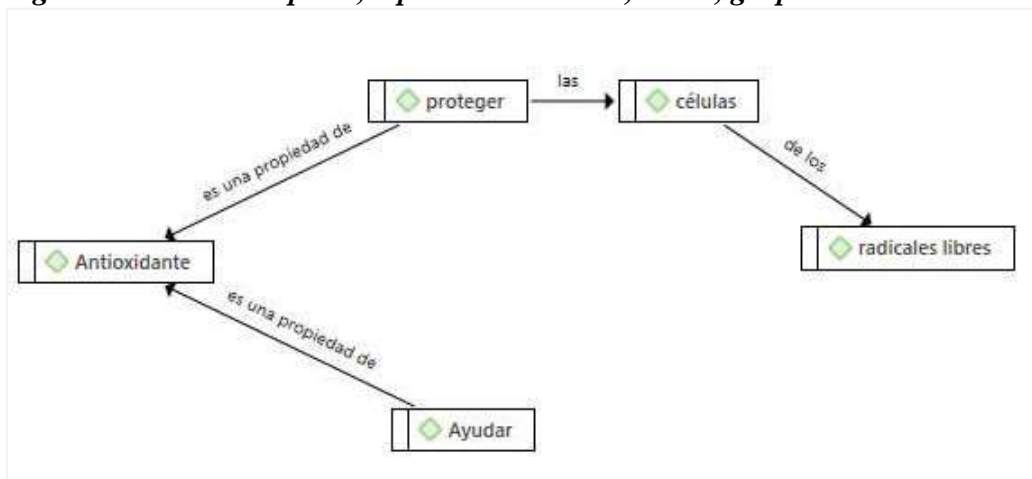 las
proteger
células
es una propiedad de
de los
Antioxidante
radicales libres
es una propiedad de
Ayudar